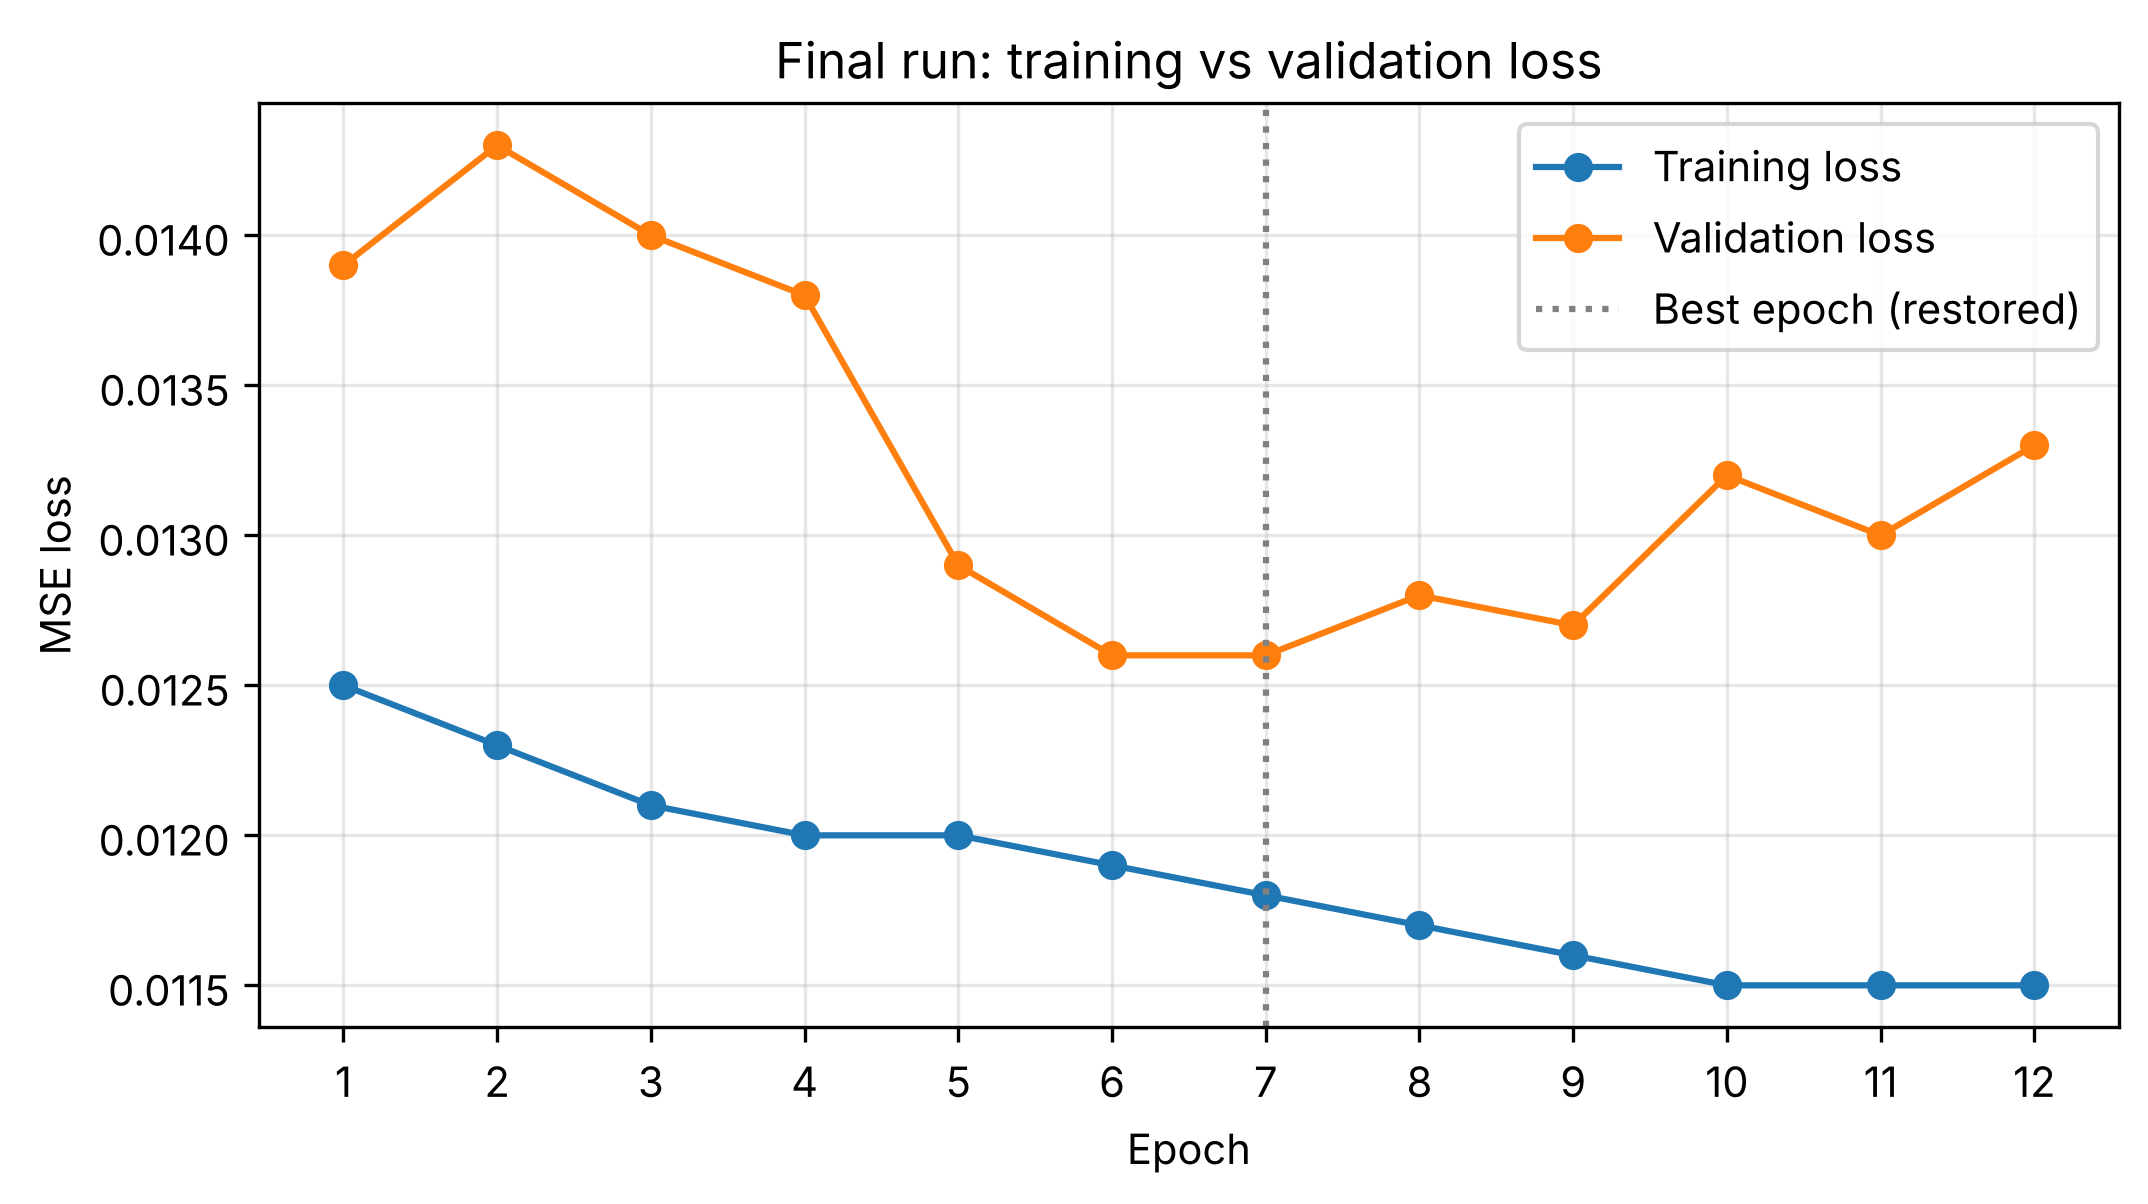 Final run: training vs validation loss
Training loss
Validation loss
Best epoch (restored)
MSE loss
0.0140
0.0135
0.0130
0.0125
0.0120
0.0115
1 2 3 4 5 6 7 8 9 10 11 12
Epoch